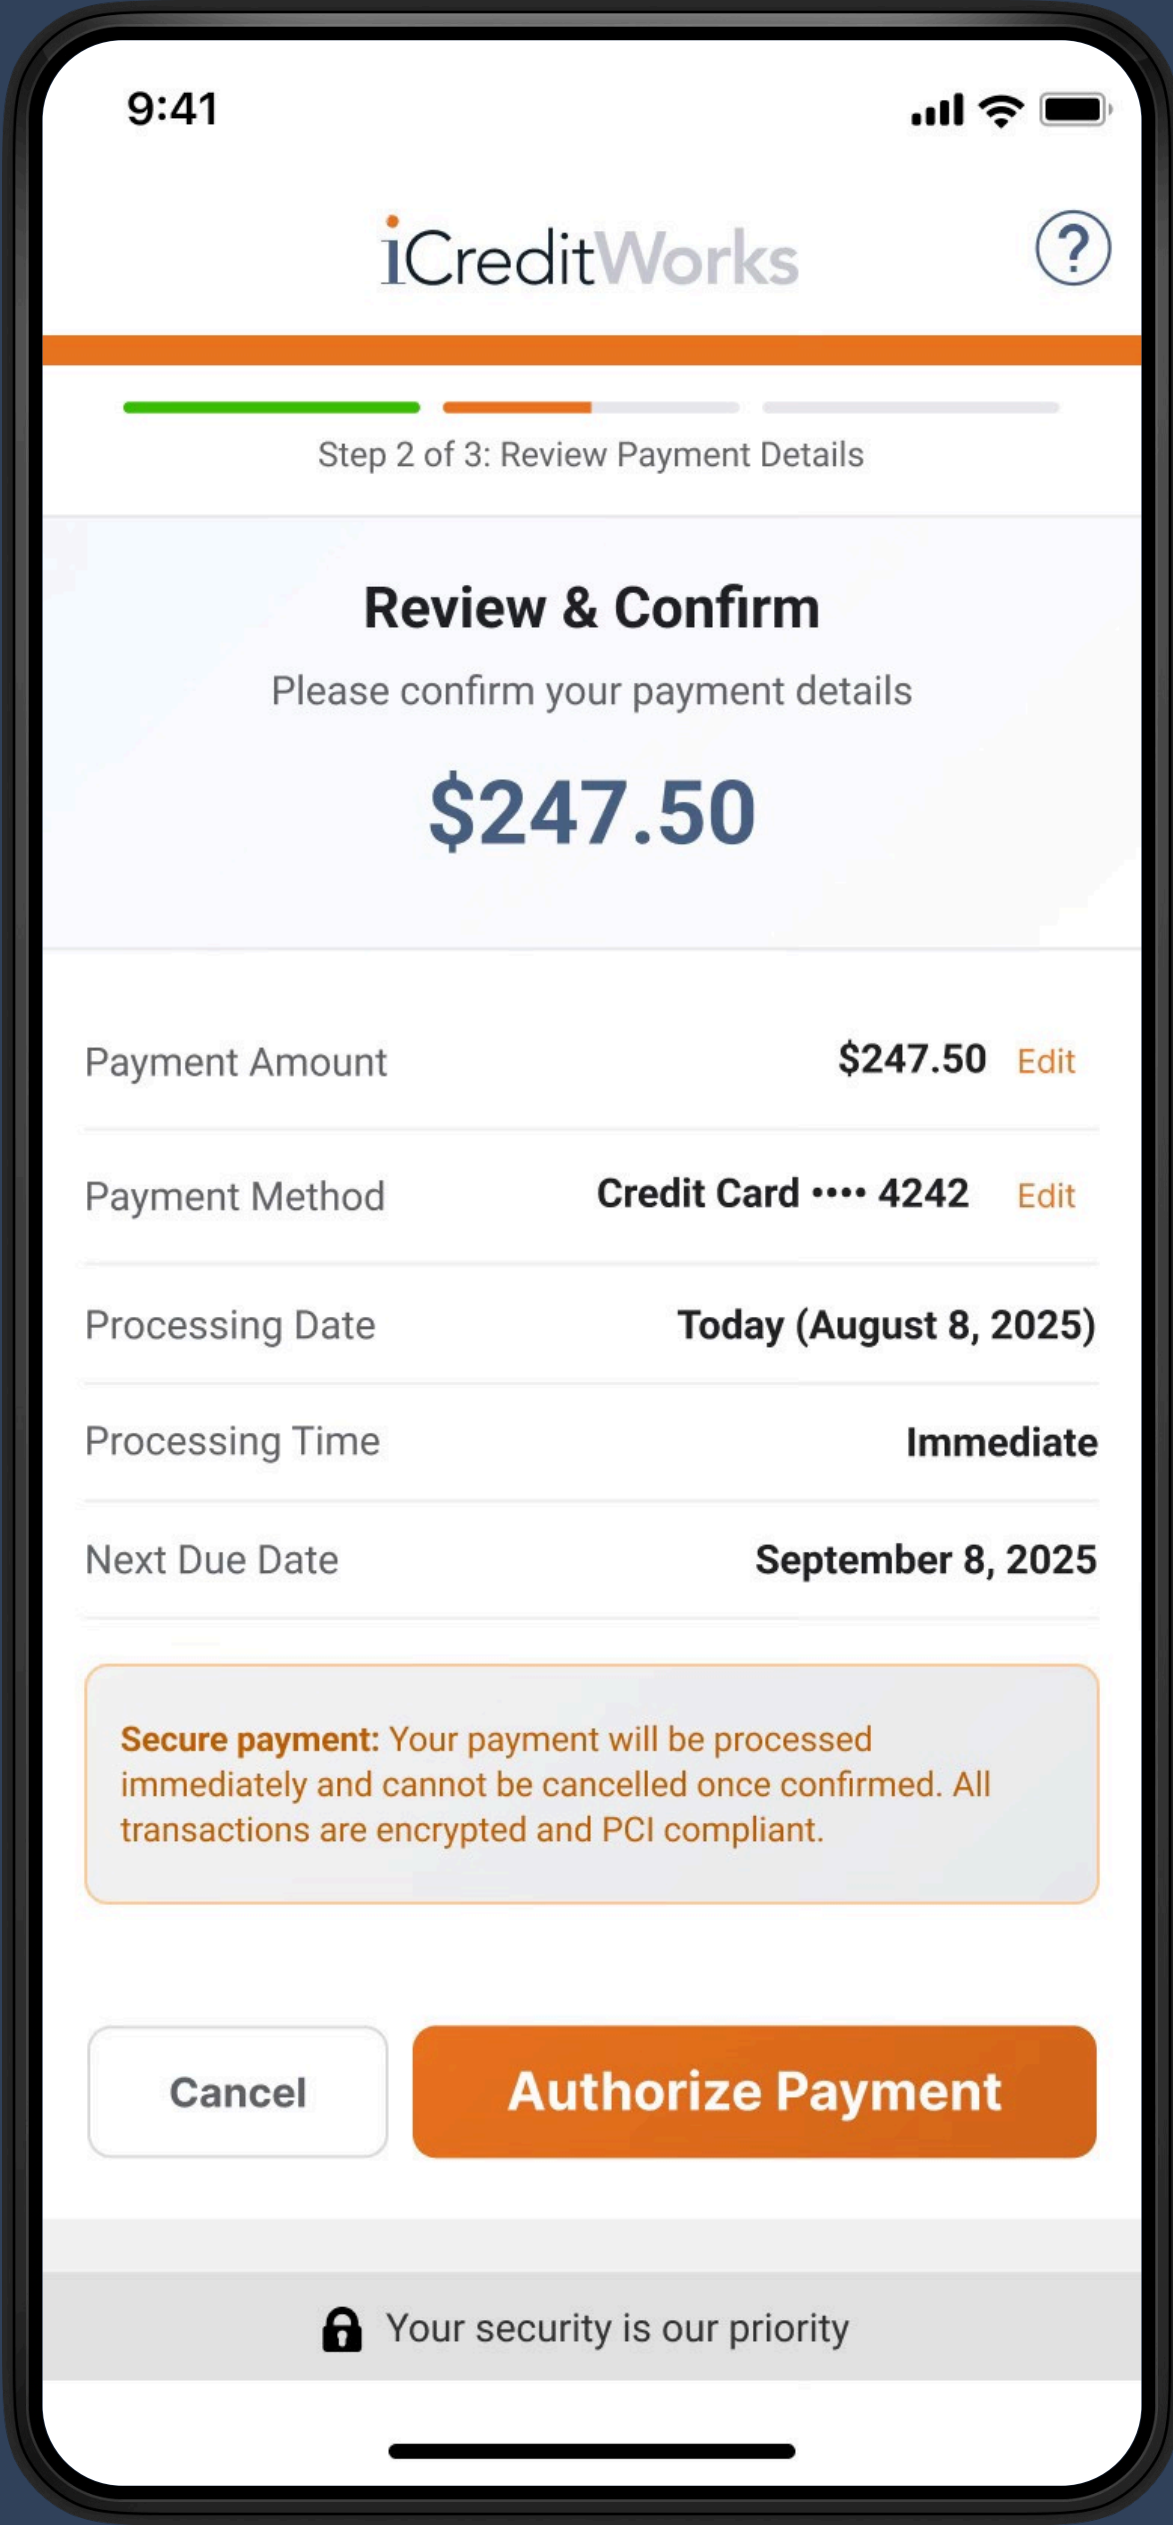 9:41
iCreditWorks
?
Step 2 of 3: Review Payment Details
Review & Confirm
Please confirm your payment details
$247.50
Payment Amount $247.50 Edit
Payment Method Credit Card •••• 4242 Edit
Processing Date Today (August 8, 2025)
Processing Time Immediate
Next Due Date September 8, 2025
Secure payment: Your payment will be processed
immediately and cannot be cancelled once confirmed. All
transactions are encrypted and PCI compliant.
Cancel Authorize Payment
Your security is our priority